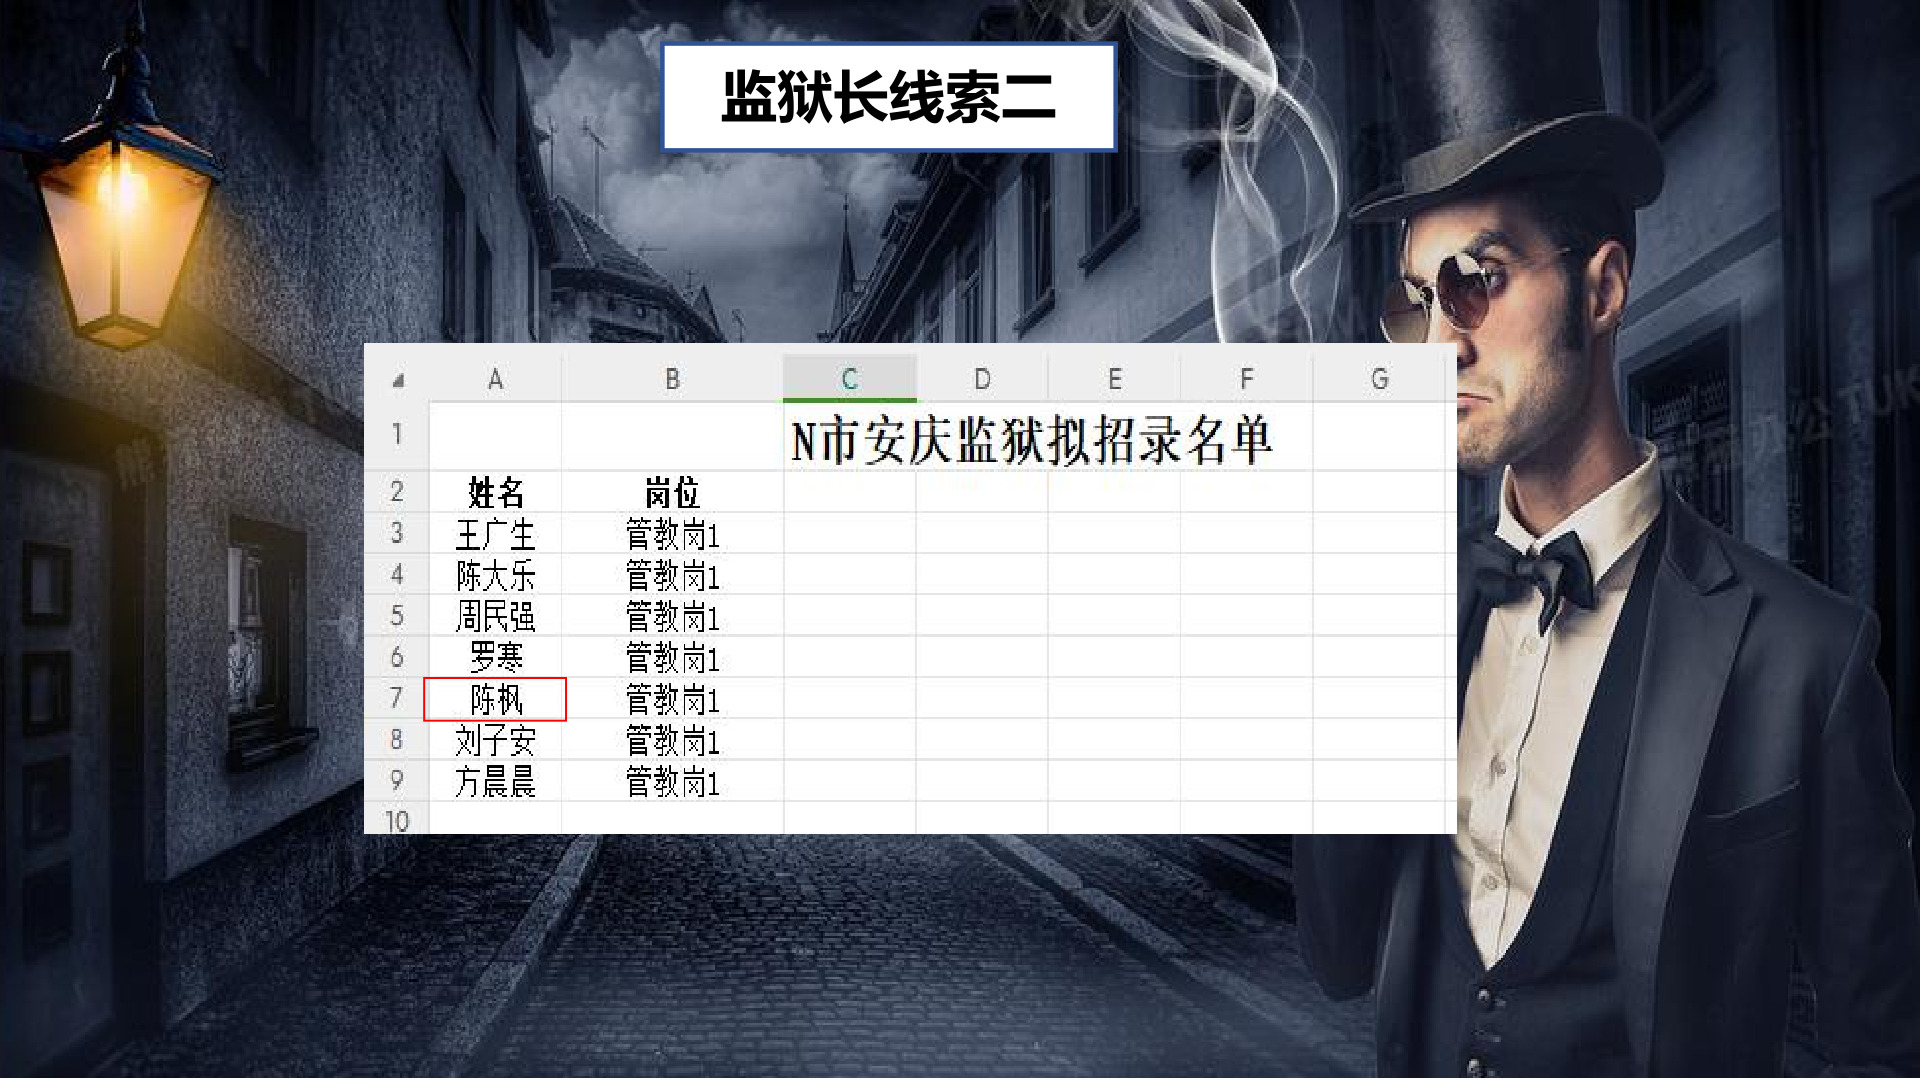 监狱长线索二
A B C D E F G
1 N市安庆监狱拟招录名单
2 姓名 岗位
3 王广生 管教岗1
4 陈大乐 管教岗1
5 周民强 管教岗1
6 罗寒 管教岗1
7 陈枫 管教岗1
8 刘子安 管教岗1
9 方晨晨 管教岗1
10